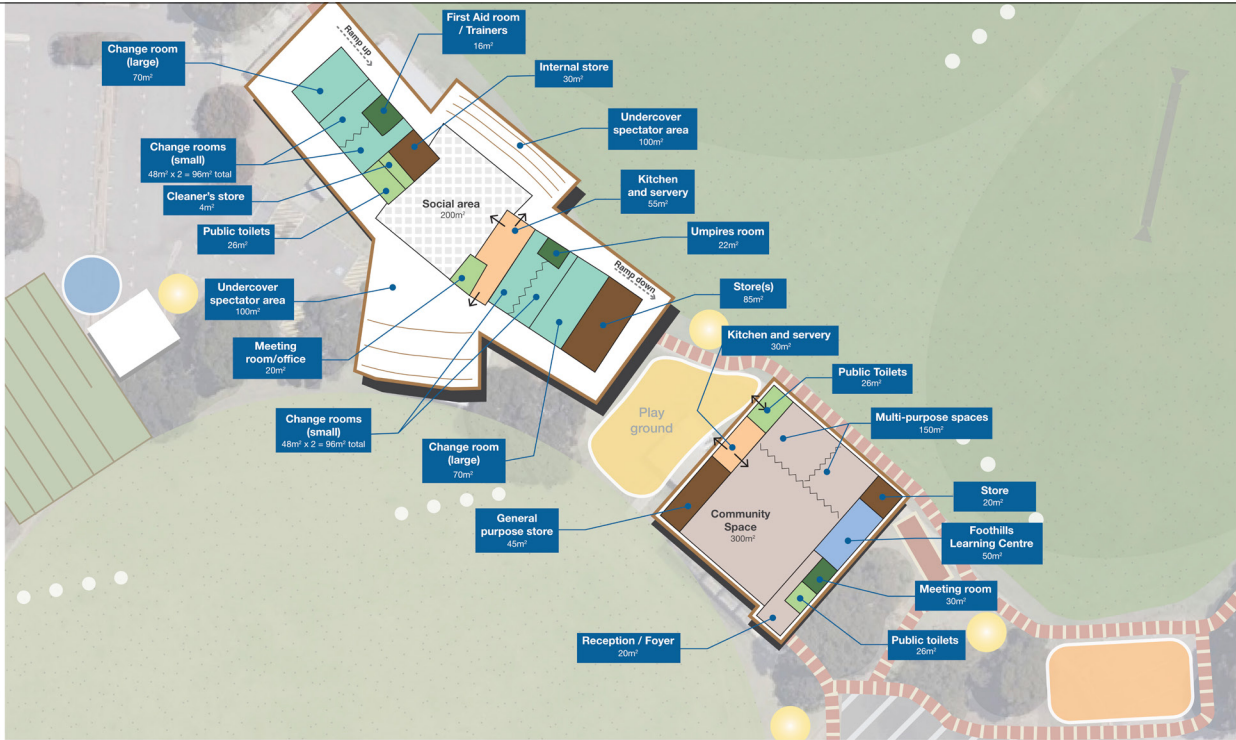 First Aid room
/ Trainers
16m²
Ramp up
Change room
(large)
70m²
Internal store
30m²
Undercover
spectator area
100m²
Change rooms
(small)
48m² x 2 = 96m² total
Kitchen
and servery
55m²
Cleaner's store
4m²
Social area
200m²
Public toilets
26m²
Umpires room
22m²
Ramp down
Undercover
spectator area
100m²
Store(s)
85m²
Meeting
room/office
20m²
Kitchen and servery
30m²
Public Toilets
26m²
Play
ground
Change rooms
(small)
48m² x 2 = 96m² total
Multi-purpose spaces
150m²
Change room
(large)
70m²
Store
20m²
General
purpose store
45m²
Community
Space
300m²
Foothills
Learning Centre
50m²
Meeting room
30m²
Reception / Foyer
20m²
Public toilets
26m²